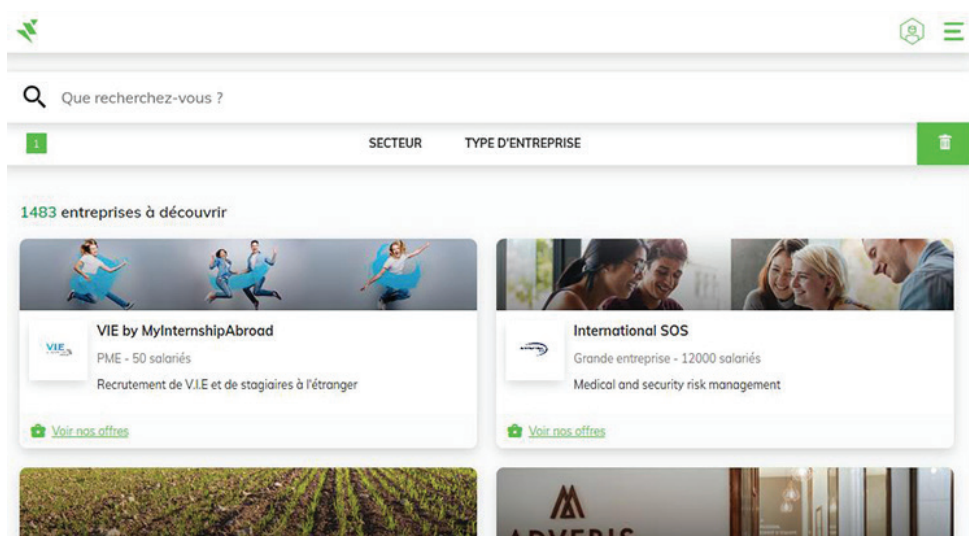 Que recherchez-vous ?
1
SECTEUR
TYPE D'ENTREPRISE
1483 entreprises à découvrir
VIE by MyInternshipAbroad
VIE
PME - 50 salariés
Recrutement de V.I.E et de stagiaires à l'étranger
Voir nos offres
International SOS
Grande entreprise - 12000 salariés
Medical and security risk management
Voir nos offres
ADVERIS